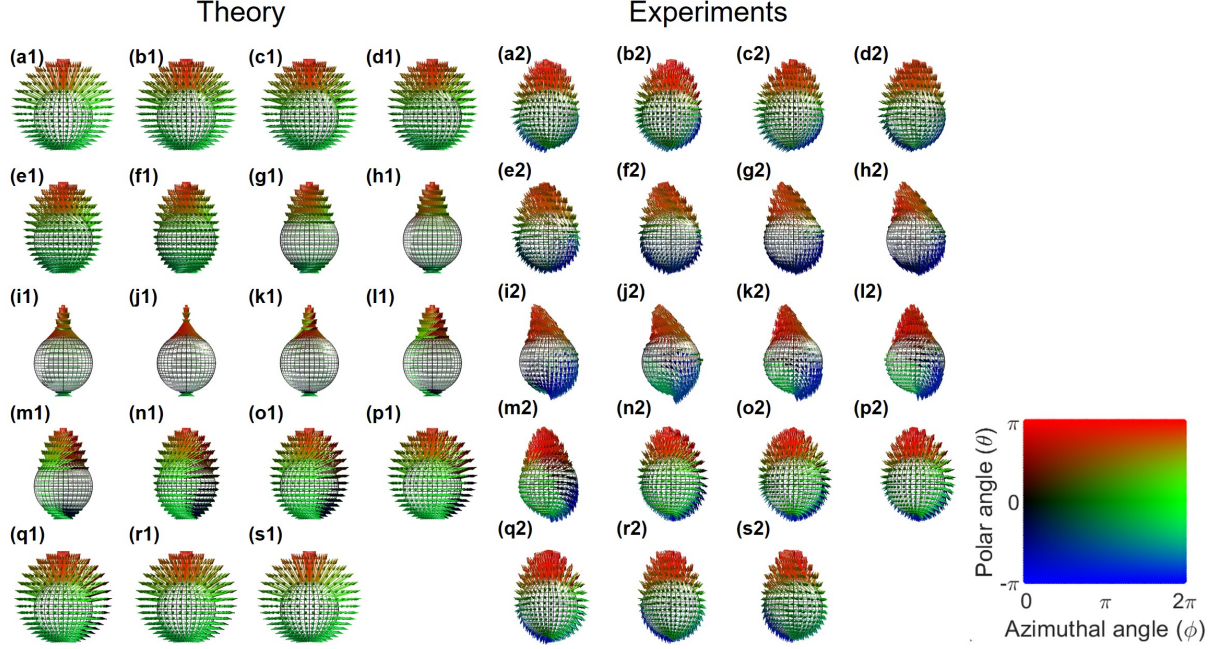 Theory Experiments
(a1) (b1) (c1) (d1) (a2) (b2) (c2) (d2)
(e1) (f1) (g1) (h1) (e2) (f2) (g2) (h2)
(i1) (j1) (k1) (l1) (i2) (j2) (k2) (l2)
(m1) (n1) (o1) (p1) (m2) (n2) (o2) (p2)
(q1) (r1) (s1) (q2) (r2) (s2)
Polar angle (θ)
π
0
-π
0 π 2π
Azimuthal angle (ϕ)